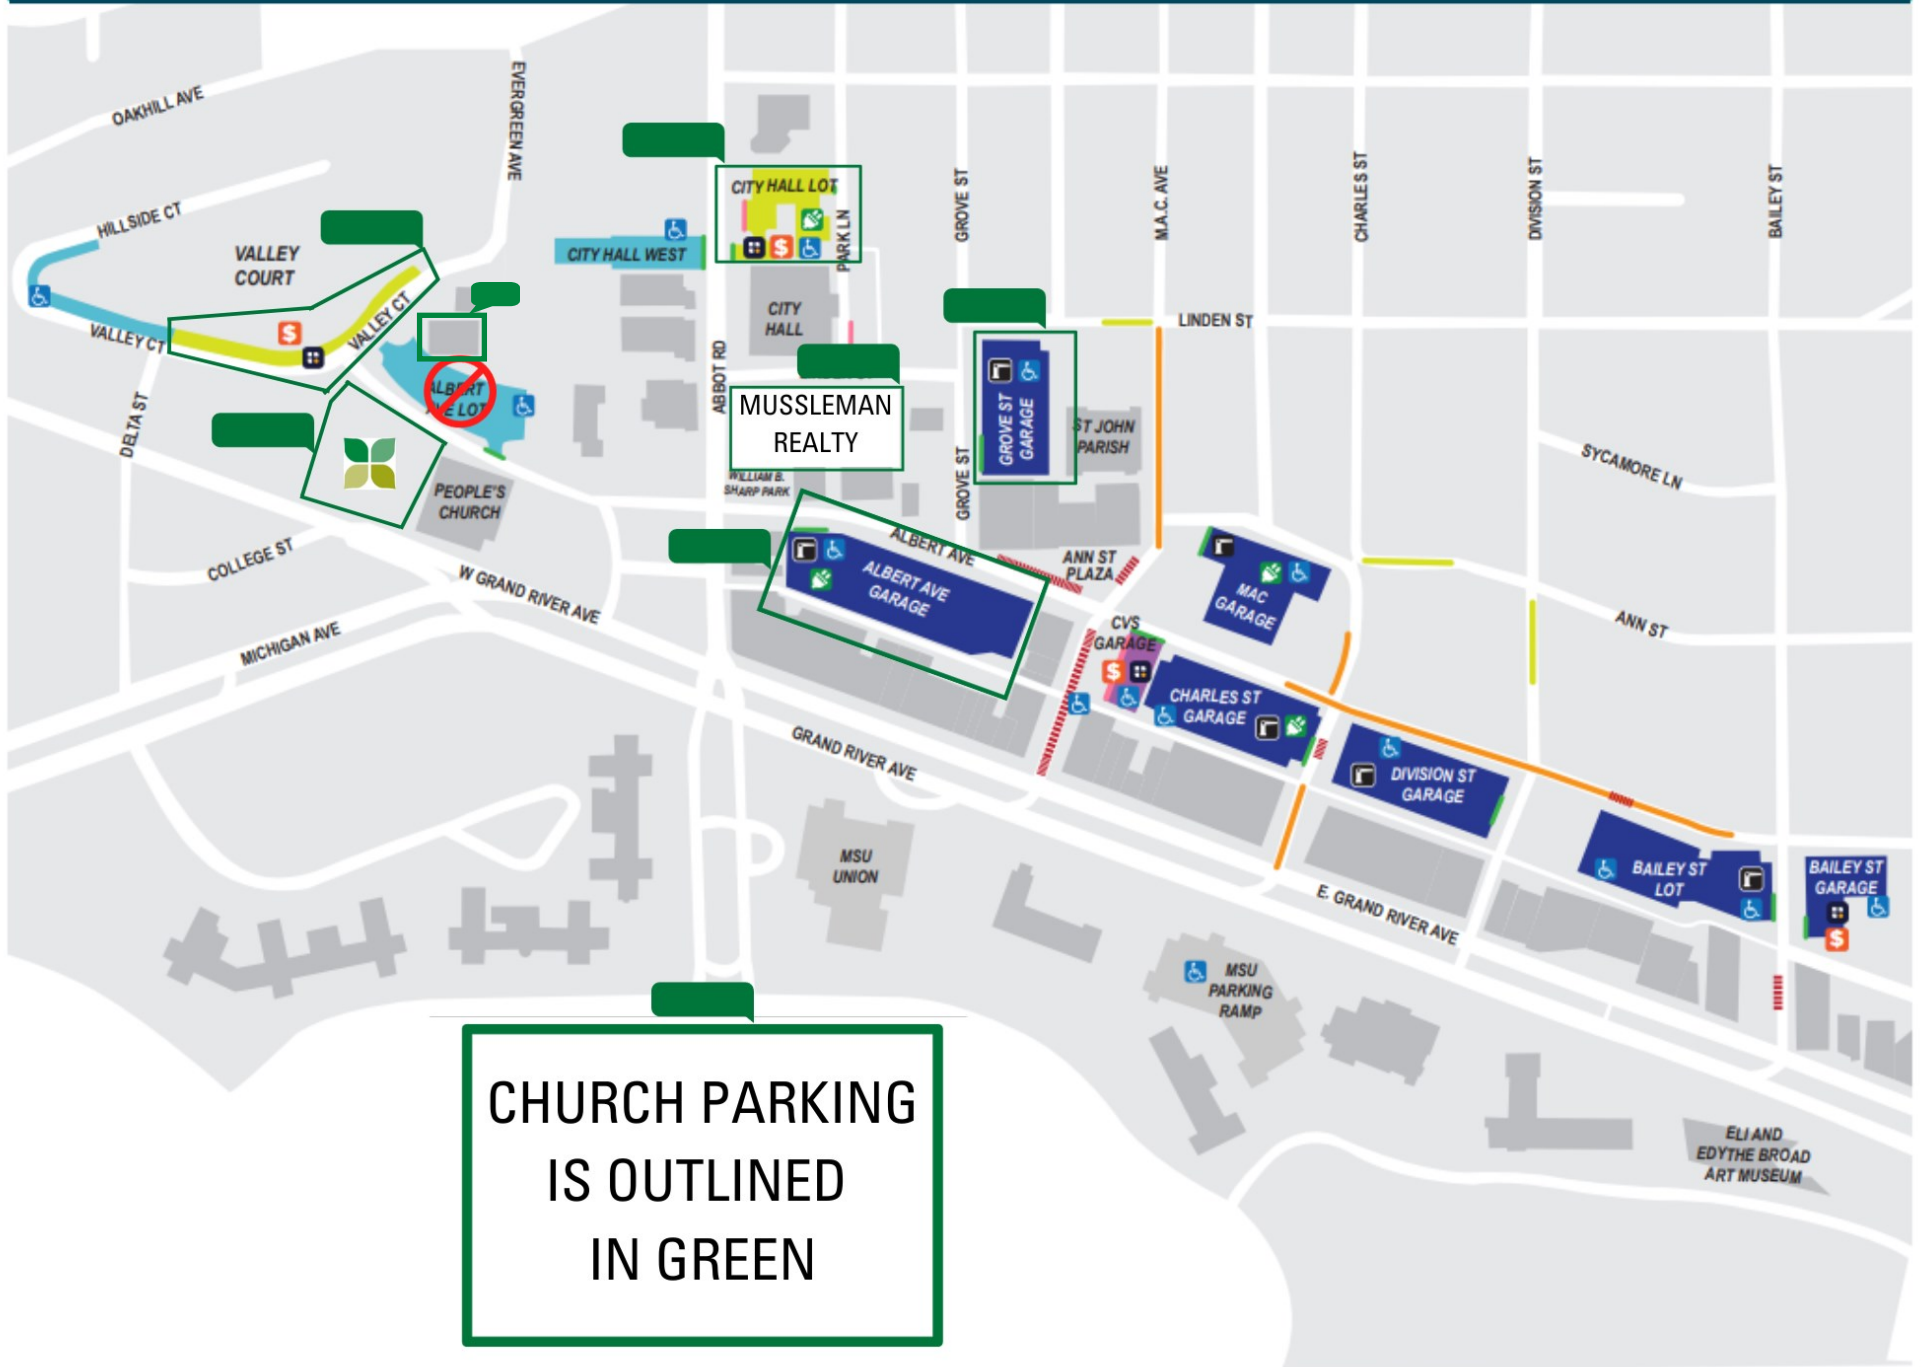 OAKHILL AVE
EVERGREEN AVE
HILLSIDE CT
VALLEY
COURT
VALLEY CT
VALLEY CT
DELTA ST
CITY HALL WEST
CITY HALL LOT
PARK LN
CITY
HALL
ABBOT RD
GROVE ST
M.A.C. AVE
CHARLES ST
DIVISION ST
BAILEY ST
LINDEN ST
ALBERT
AVE LOT
MUSSLEMAN
REALTY
WILLIAM B.
SHARP PARK
GROVE ST
GARAGE
GROVE ST
ST JOHN
PARISH
SYCAMORE LN
PEOPLE'S
CHURCH
COLLEGE ST
W GRAND RIVER AVE
MICHIGAN AVE
ALBERT AVE
ALBERT AVE
GARAGE
ANN ST
PLAZA
MAC
GARAGE
ANN ST
CVS
GARAGE
$
$
$
CHARLES ST
GARAGE
DIVISION ST
GARAGE
GRAND RIVER AVE
BAILEY ST
LOT
BAILEY ST
GARAGE
$
MSU
UNION
E. GRAND RIVER AVE
MSU
PARKING
RAMP
ELI AND
EDYTHE BROAD
ART MUSEUM
CHURCH PARKING
IS OUTLINED
IN GREEN